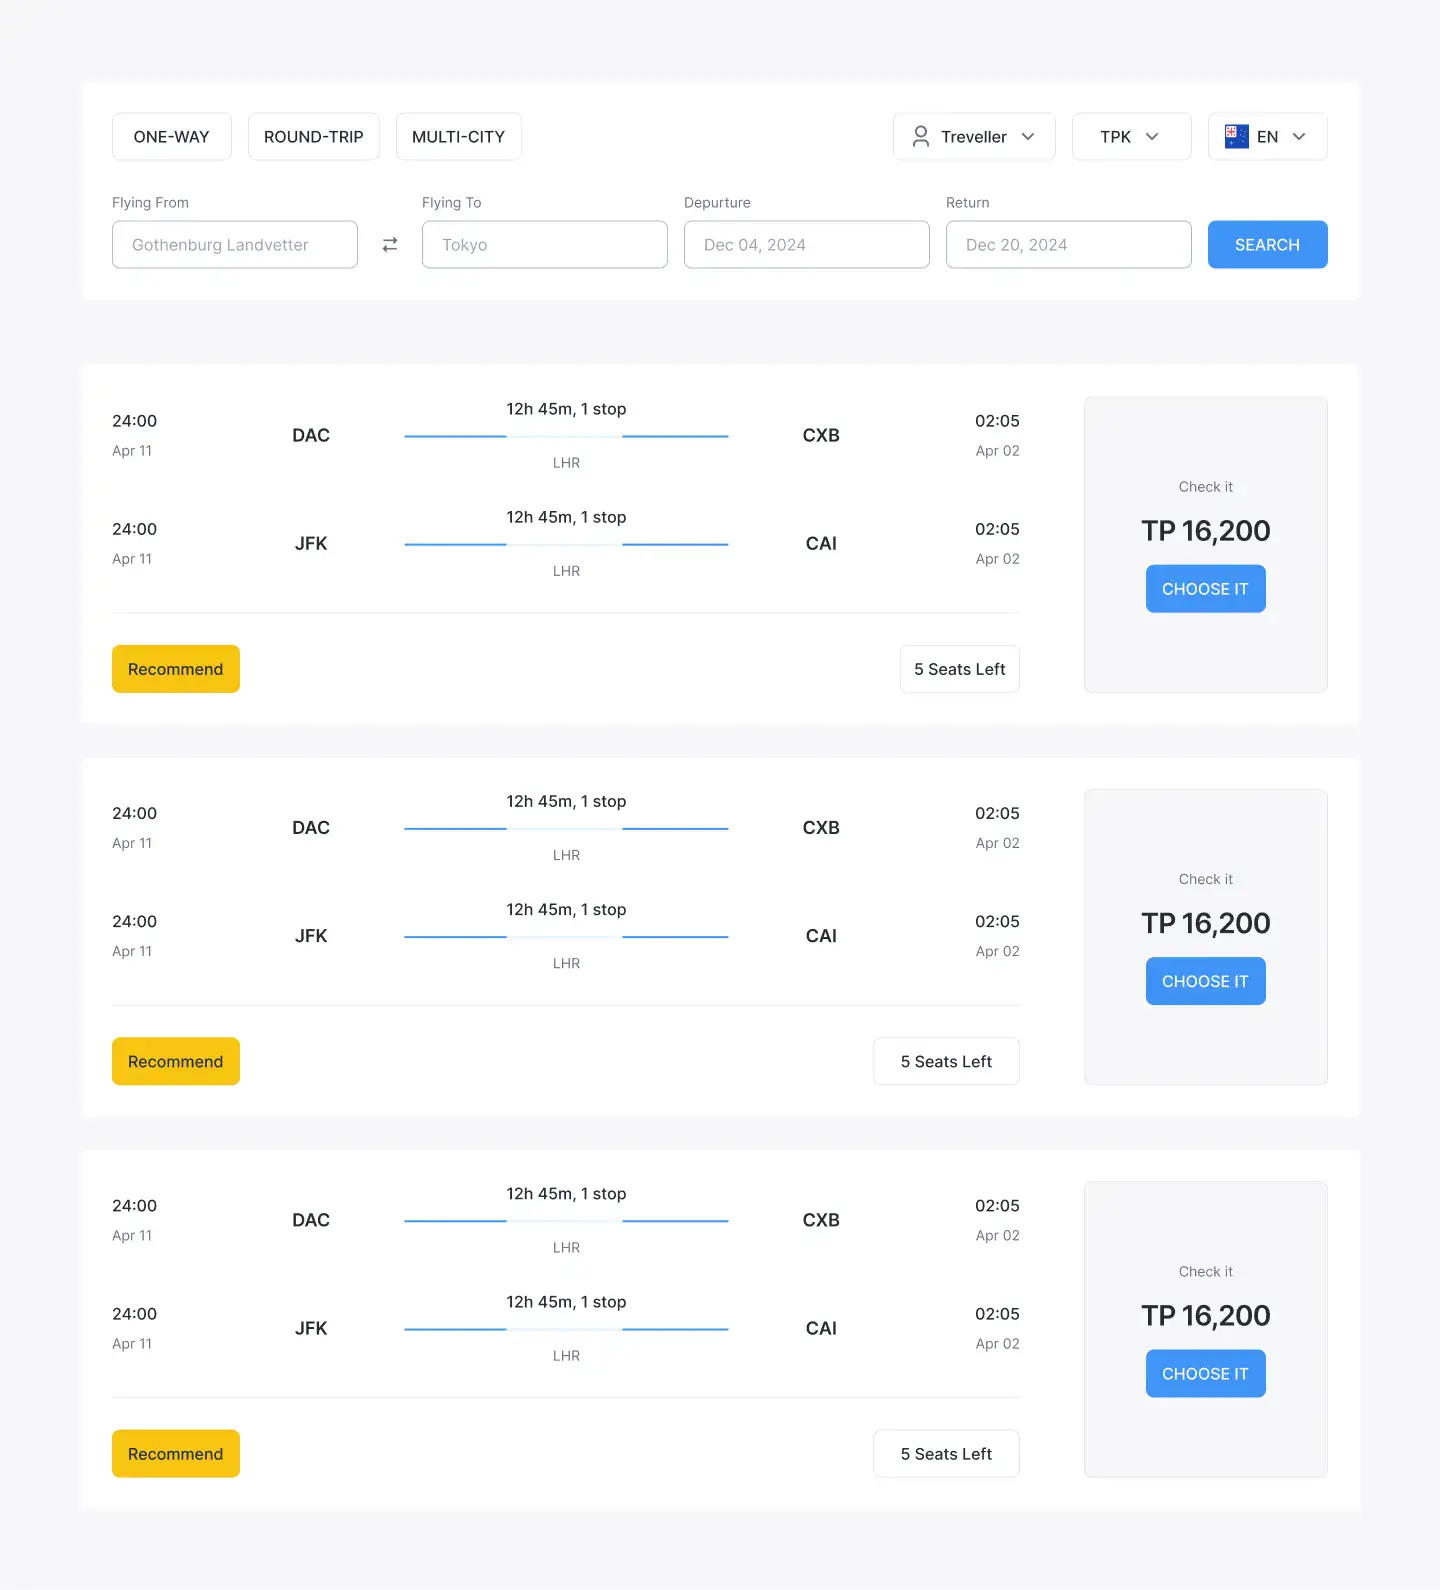 ONE-WAY ROUND-TRIP MULTI-CITY Treveller TPK EN
Flying From Flying To Depurture Return
Gothenburg Landvetter Tokyo Dec 04, 2024 Dec 20, 2024 SEARCH
12h 45m, 1 stop
24:00 DAC CXB 02:05
Apr 11 LHR Apr 02
12h 45m, 1 stop
24:00 JFK CAI 02:05
Apr 11 LHR Apr 02
Recommend 5 Seats Left
Check it
TP 16,200
CHOOSE IT
12h 45m, 1 stop
24:00 DAC CXB 02:05
Apr 11 LHR Apr 02
12h 45m, 1 stop
24:00 JFK CAI 02:05
Apr 11 LHR Apr 02
Recommend 5 Seats Left
Check it
TP 16,200
CHOOSE IT
12h 45m, 1 stop
24:00 DAC CXB 02:05
Apr 11 LHR Apr 02
12h 45m, 1 stop
24:00 JFK CAI 02:05
Apr 11 LHR Apr 02
Recommend 5 Seats Left
Check it
TP 16,200
CHOOSE IT